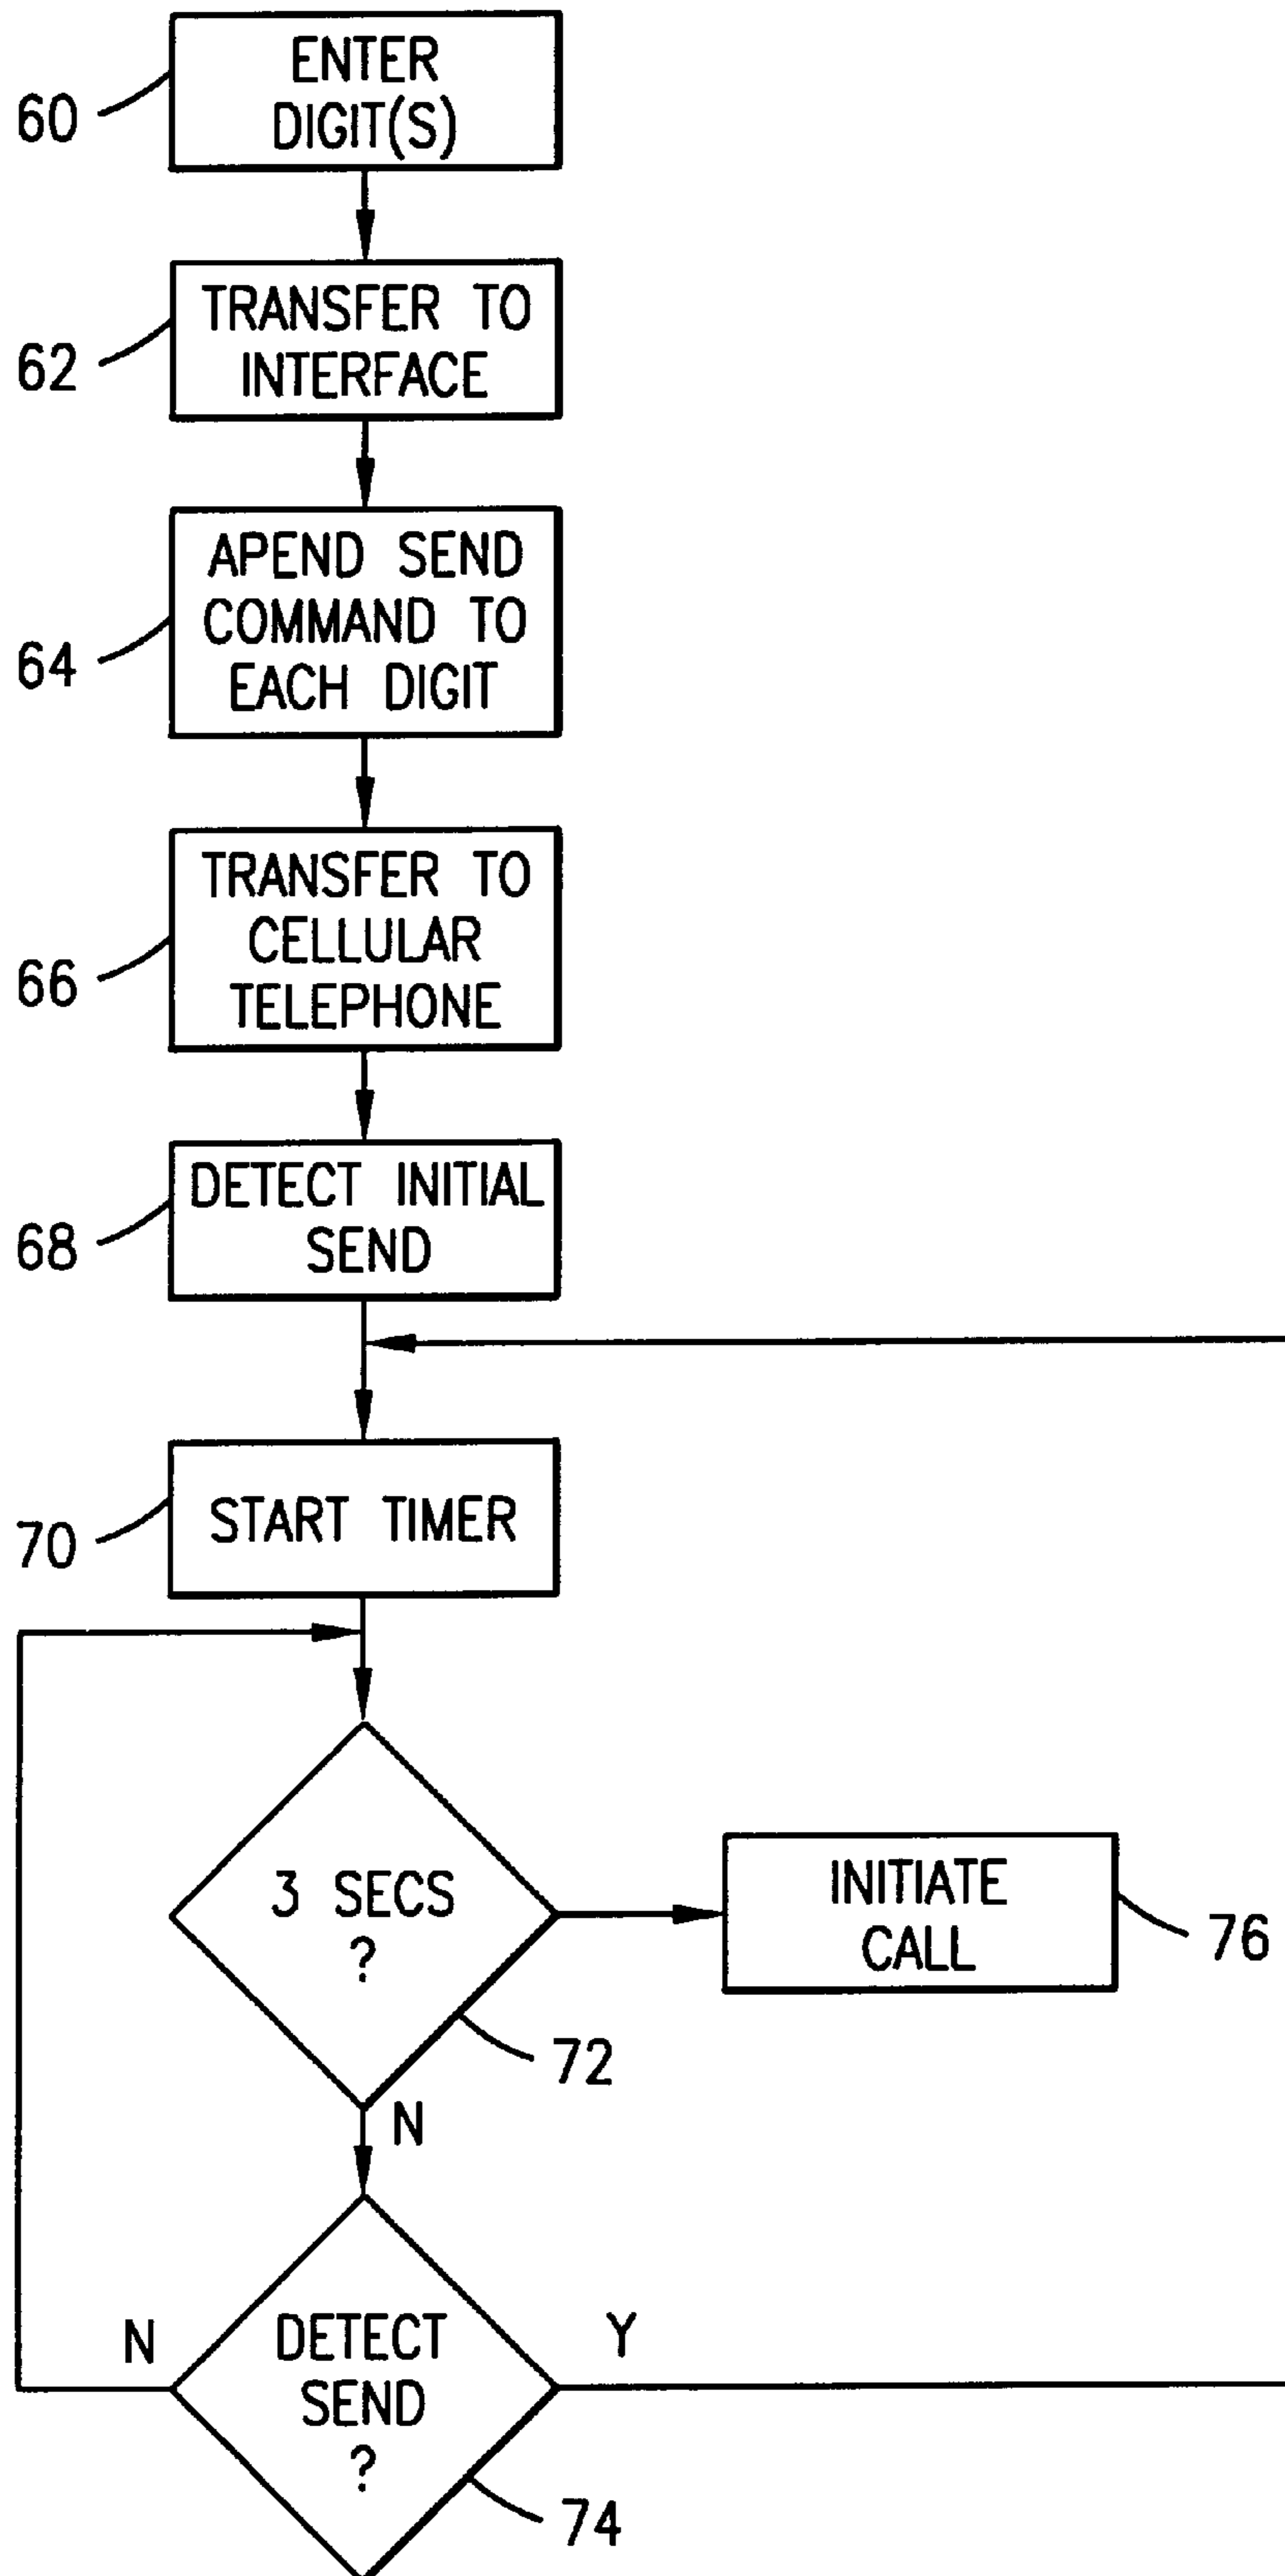 ENTER
DIGIT(S)
60
TRANSFER TO
INTERFACE
62
APEND SEND
COMMAND TO
EACH DIGIT
64
TRANSFER TO
CELLULAR
TELEPHONE
66
DETECT INITIAL
SEND
68
START TIMER
70
3 SECS
?
72
INITIATE
CALL
76
N
DETECT
SEND
?
N
Y
74